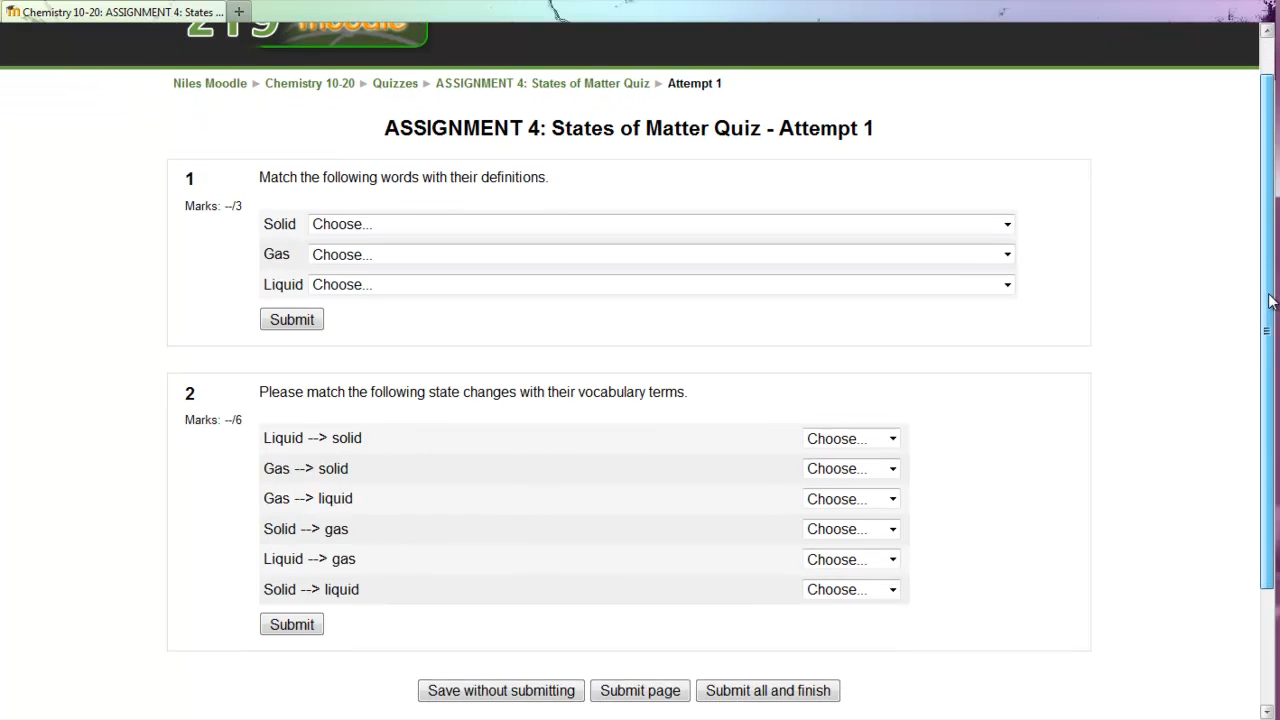 Chemistry 10-20: ASSIGNMENT 4: States ...
219 moodle
Niles Moodle ► Chemistry 10-20 ► Quizzes ► ASSIGNMENT 4: States of Matter Quiz ► Attempt 1
ASSIGNMENT 4: States of Matter Quiz - Attempt 1
1 Match the following words with their definitions.
Marks: --/3
Solid Choose...
Gas Choose...
Liquid Choose...
Submit
2 Please match the following state changes with their vocabulary terms.
Marks: --/6
Liquid --> solid Choose...
Gas --> solid Choose...
Gas --> liquid Choose...
Solid --> gas Choose...
Liquid --> gas Choose...
Solid --> liquid Choose...
Submit
Save without submitting Submit page Submit all and finish